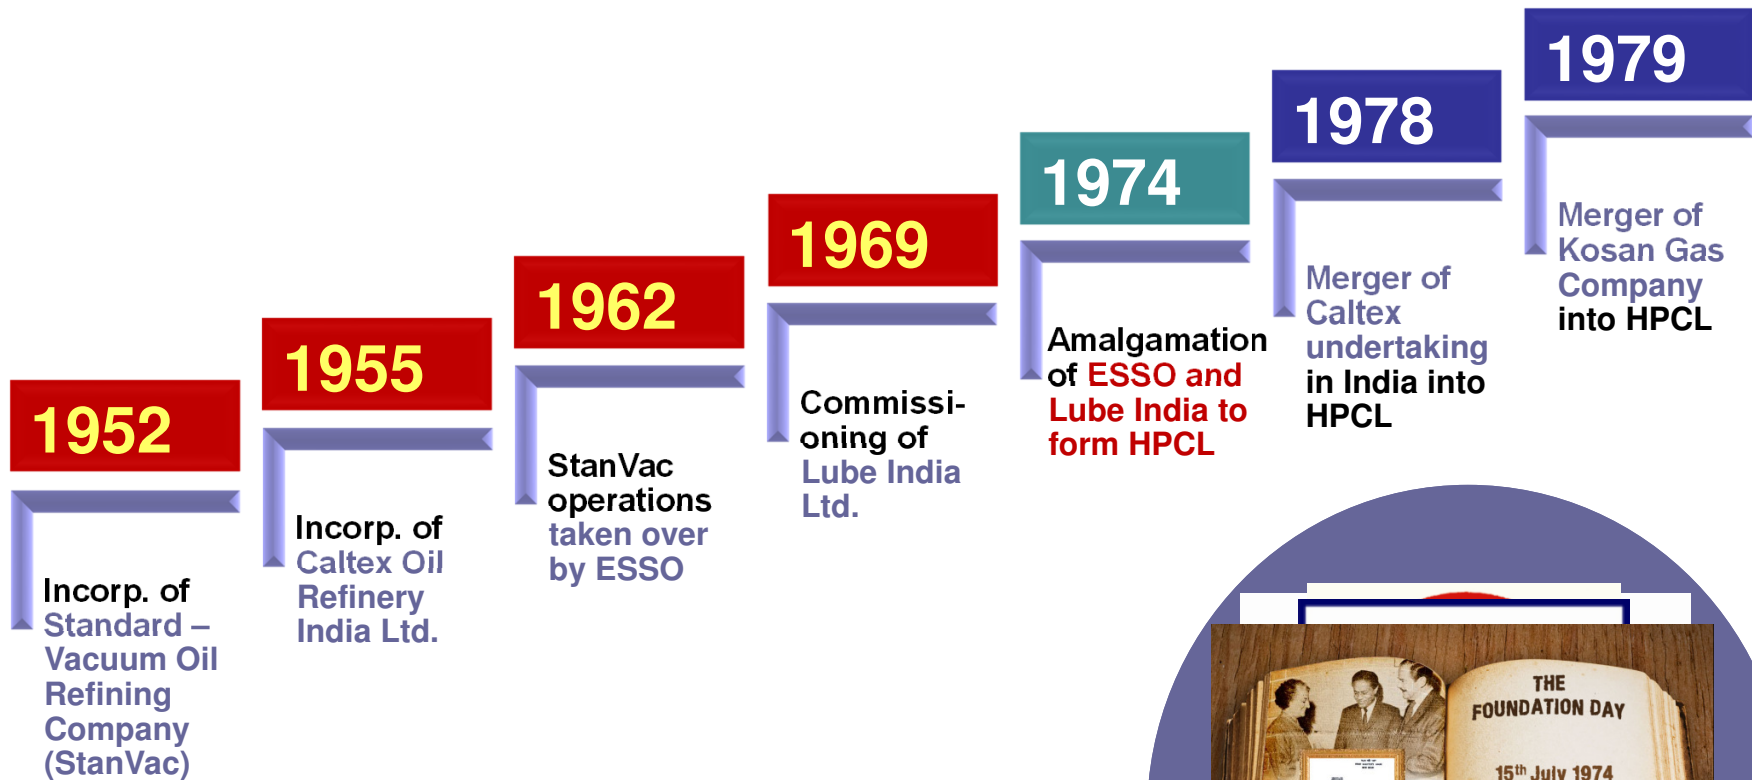 1952
Incorp. of
Standard –
Vacuum Oil
Refining
Company
(StanVac)
1955
Incorp. of
Caltex Oil
Refinery
India Ltd.
1962
StanVac
operations
taken over
by ESSO
1969
Commissi-
oning of
Lube India
Ltd.
1974
Amalgamation
of ESSO and
Lube India to
form HPCL
1978
Merger of
Caltex
undertaking
in India into
HPCL
1979
Merger of
Kosan Gas
Company
into HPCL
THE
FOUNDATION DAY
15th July 1974